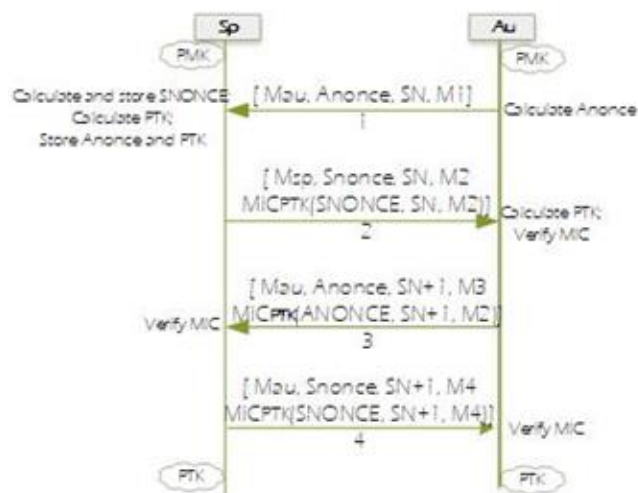 Sp
Au
PMK
PMK
Calculate and store SNONCE;
Calculate PTK;
Store Anonce and PTK
[ Mau, Anonce, SN, M1]
1
Calculate Anonce
[ Msp, Snonce, SN, M2
MICPTK(SNONCE, SN, M2)]
2
Calculate PTK;
Verify MIC
[ Mau, Anonce, SN+1, M3
MICPTK(ANONCE, SN+1, M2)]
3
Verify MIC
[ Mau, Snonce, SN+1, M4
MICPTK(SNONCE, SN+1, M4)]
4
Verify MIC
PTK
PTK